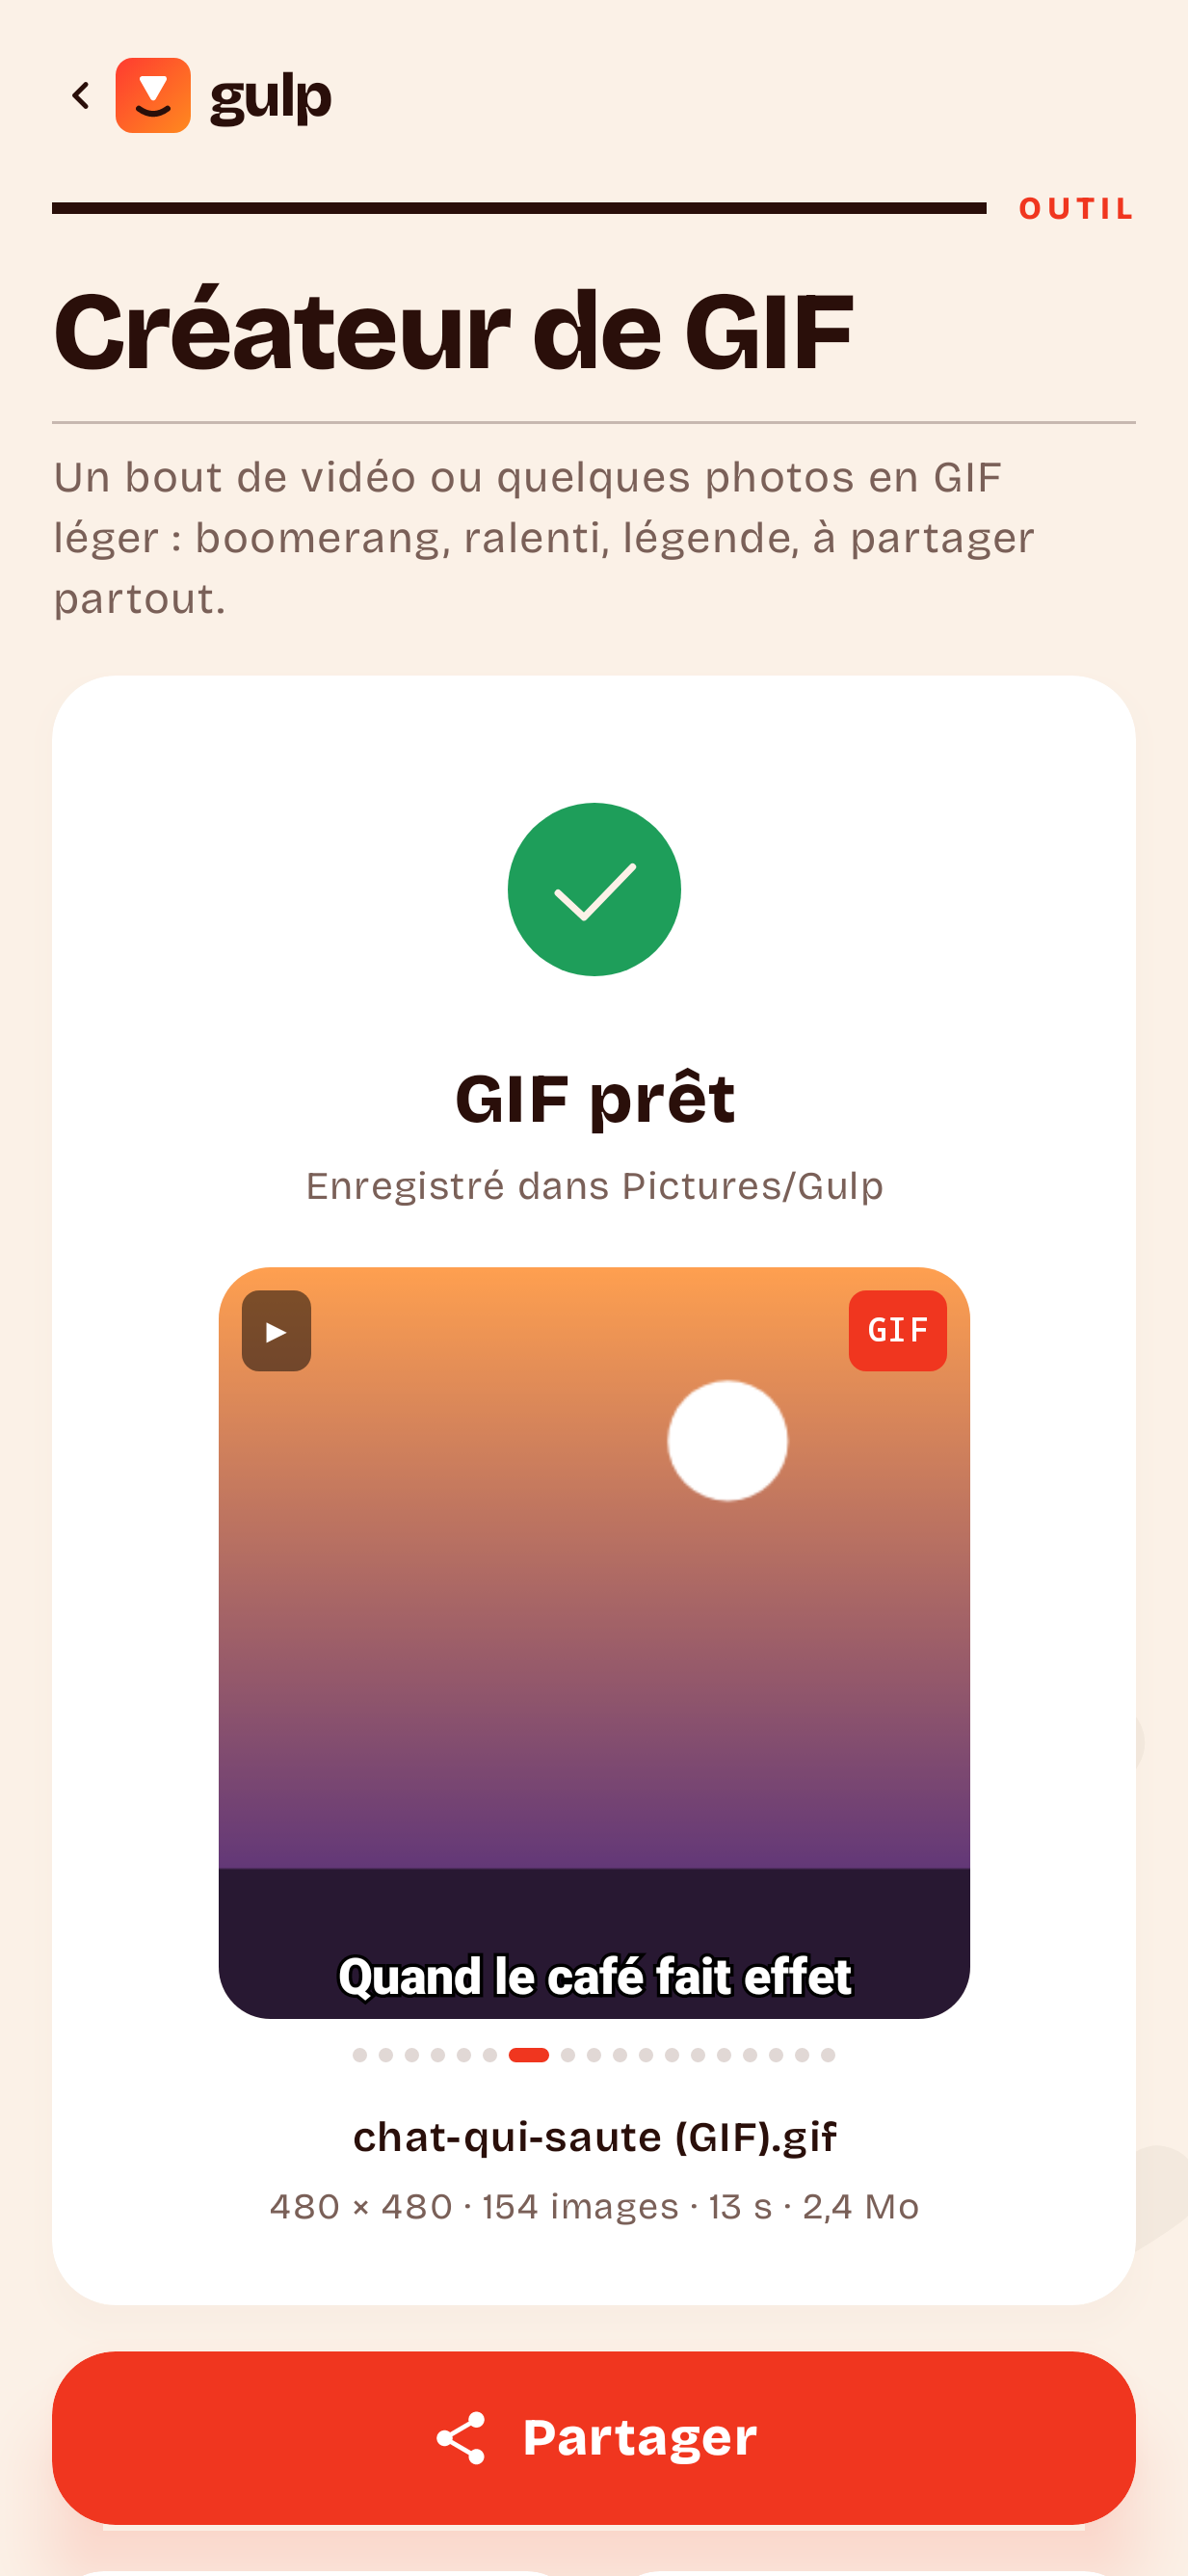 gulp
OUTIL
Créateur de GIF
Un bout de vidéo ou quelques photos en GIF
léger : boomerang, ralenti, légende, à partager
partout.
GIF prêt
Enregistré dans Pictures/Gulp
GIF
Quand le café fait effet
chat-qui-saute (GIF).gif
480 × 480 · 154 images · 13 s · 2,4 Mo
Partager